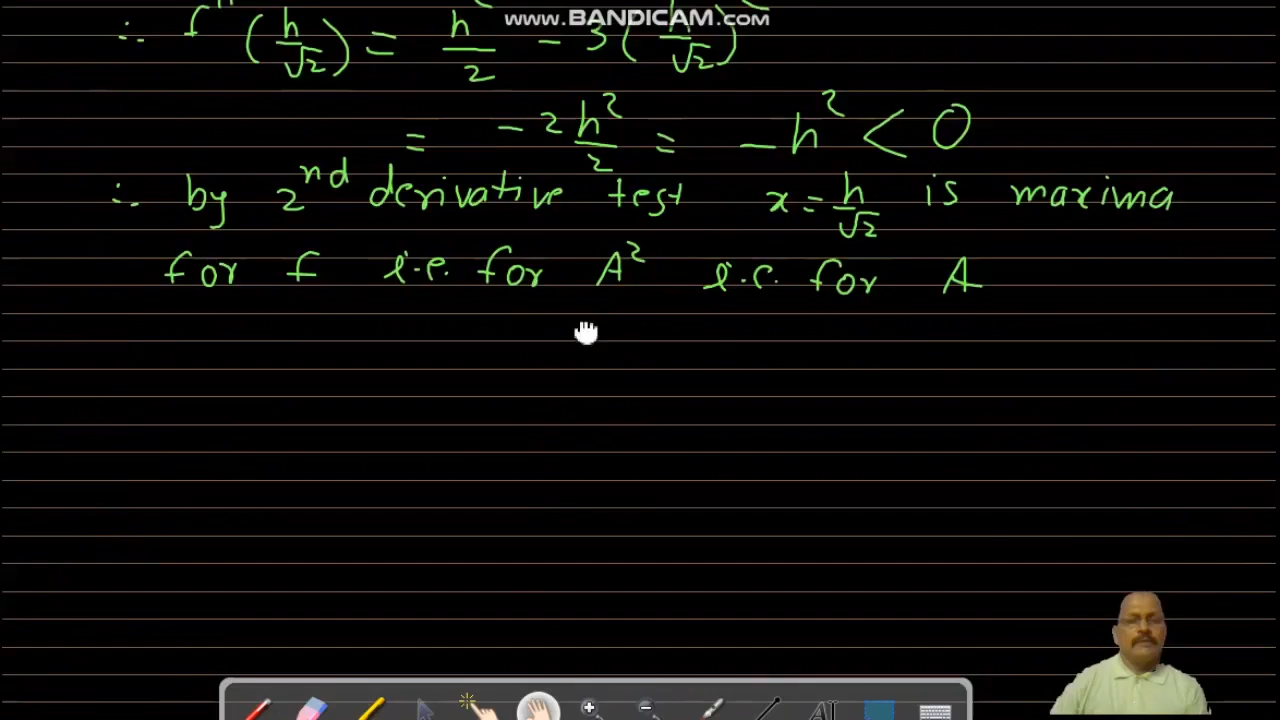 www.BANDICAM.com
∴ f"(h/√2) = h²/2 - 3(h/√2)²
= -2h²/2 = -h² < 0
∴ by 2nd derivative test x = h/√2 is maxima
for f i.e. for A² i.e. for A